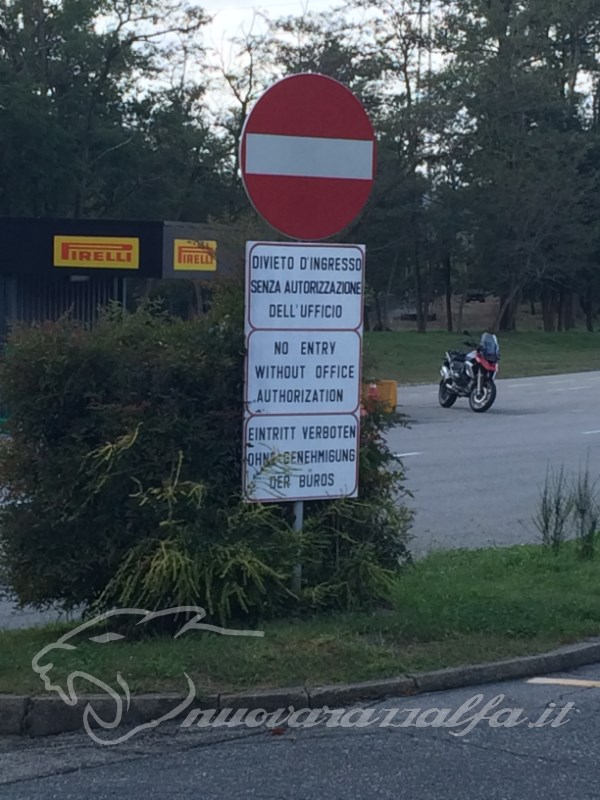 PIRELLI
PIRELLI
DIVIETO D'INGRESSO
SENZA AUTORIZZAZIONE
DELL'UFFICIO
NO ENTRY
WITHOUT OFFICE
AUTHORIZATION
EINTRITT VERBOTEN
OHNE GENEHMIGUNG
DER BÜROS
nuovarazzalfa.it